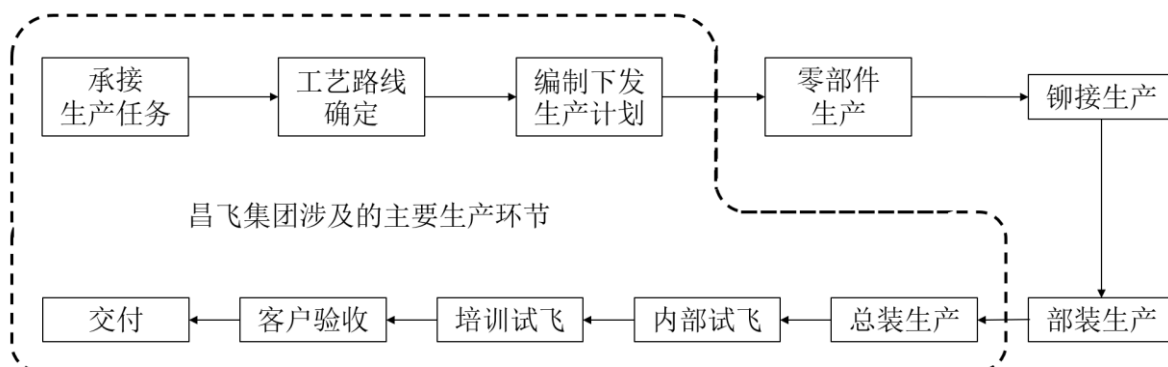 承接
生产任务
工艺路线
确定
编制下发
生产计划
零部件
生产
铆接生产
昌飞集团涉及的主要生产环节
交付
客户验收
培训试飞
内部试飞
总装生产
部装生产